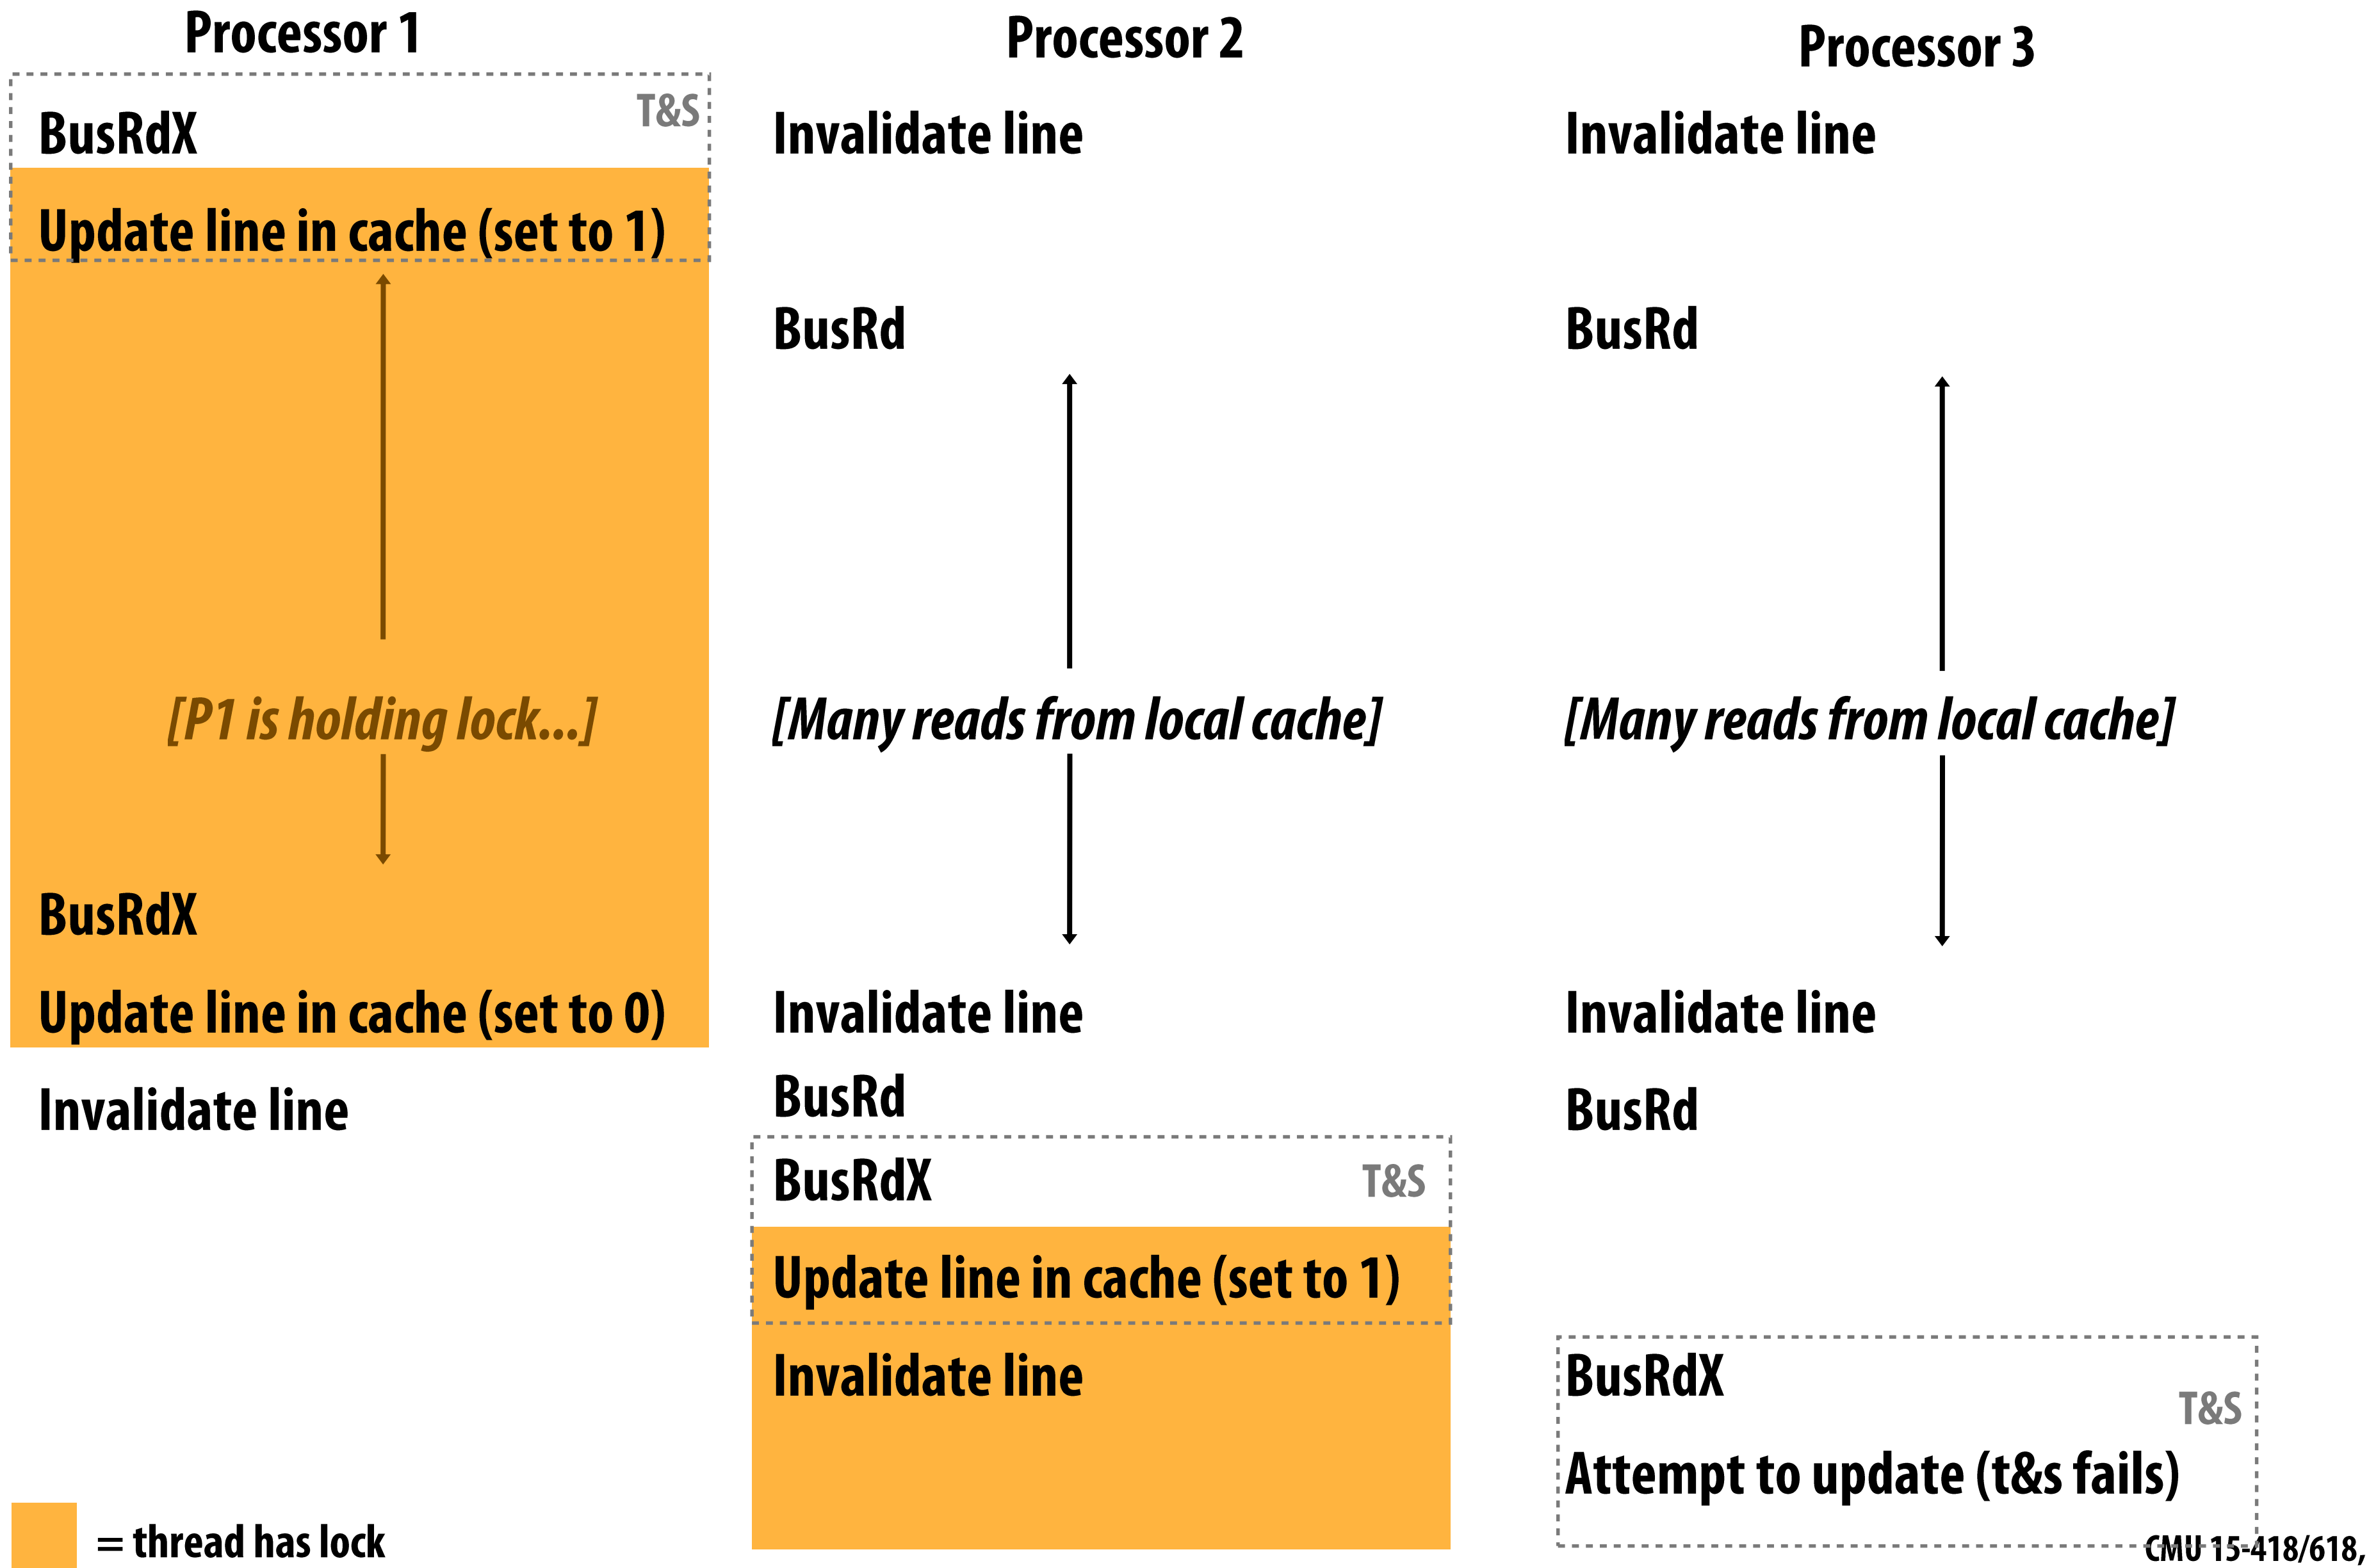 Processor 1
T&S
BusRdX
Update line in cache (set to 1)
[P1 is holding lock...]
BusRdX
Update line in cache (set to 0)
Invalidate line
= thread has lock
Processor 2
Invalidate line
BusRd
[Many reads from local cache]
Invalidate line
BusRd
BusRdX
T&S
Update line in cache (set to 1)
Invalidate line
Processor 3
Invalidate line
BusRd
[Many reads from local cache]
Invalidate line
BusRd
BusRdX
T&S
Attempt to update (t&s fails)
CMU 15-418/618,